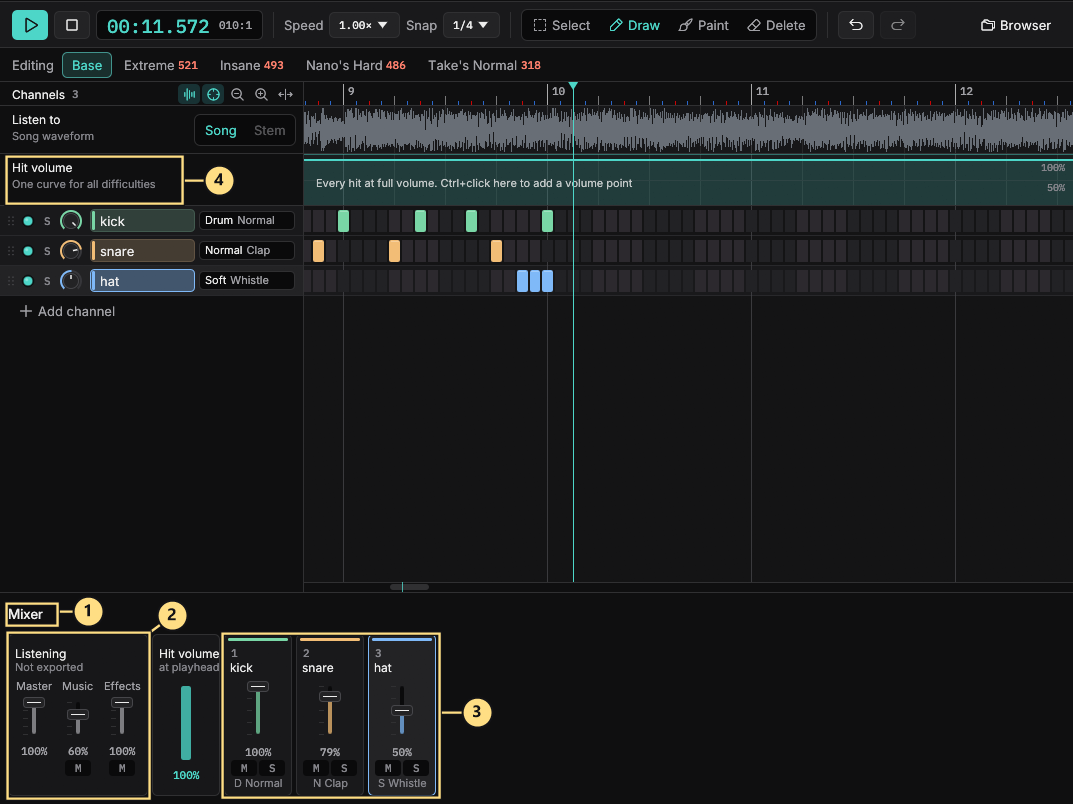 00:11.572 010:1 Speed 1.00× Snap 1/4 Select Draw Paint Delete Browser
Editing Base Extreme 521 Insane 493 Nano's Hard 486 Take's Normal 318
Channels 3
9 10 11 12
Listen to
Song waveform
Song Stem
Hit volume
One curve for all difficulties
4
Every hit at full volume. Ctrl+click here to add a volume point
100%
50%
S kick Drum Normal
S snare Normal Clap
S hat Soft Whistle
+ Add channel
Mixer
1
2
Listening
Not exported
Master Music Effects
100% 60% 100%
M M
Hit volume
at playhead
100%
1
kick
100%
M S
D Normal
2
snare
79%
M S
N Clap
3
hat
50%
M S
S Whistle
3